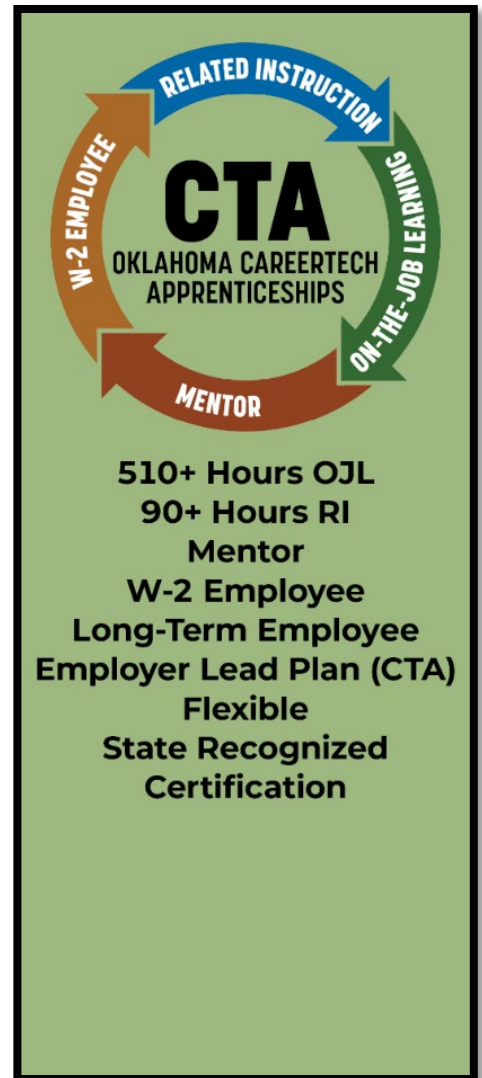 RELATED INSTRUCTION
ON-THE-JOB LEARNING
MENTOR
W-2 EMPLOYEE
CTA
OKLAHOMA CAREERTECH
APPRENTICESHIPS
510+ Hours OJL
90+ Hours RI
Mentor
W-2 Employee
Long-Term Employee
Employer Lead Plan (CTA)
Flexible
State Recognized
Certification